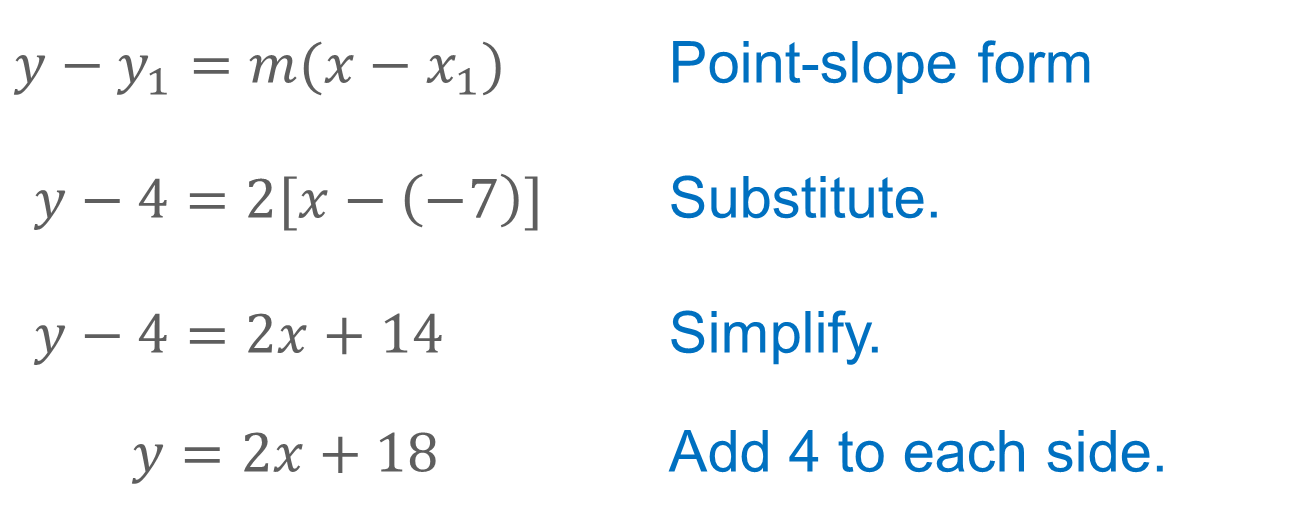 y − y₁ = m(x − x₁) Point-slope form
y − 4 = 2[x − (−7)] Substitute.
y − 4 = 2x + 14 Simplify.
y = 2x + 18 Add 4 to each side.